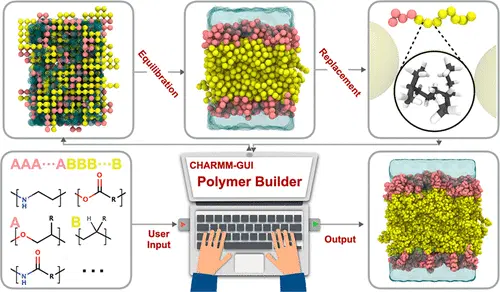 Equilibration
Replacement
AAA···ABBB···B
N
H
O
O
R
A
R
O
B
H
R
O
N
H
R
···
CHARMM-GUI
Polymer Builder
User
Input
Output